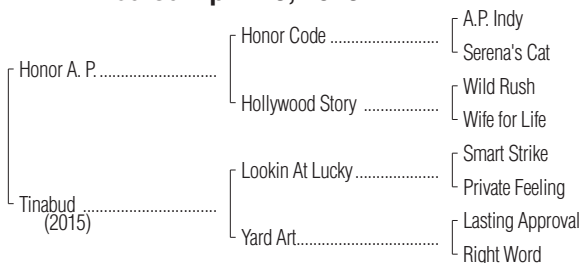 A.P. Indy
Honor Code
Serena's Cat
Honor A. P.
Wild Rush
Hollywood Story
Wife for Life
Smart Strike
Lookin At Lucky
Private Feeling
Tinabud
(2015)
Lasting Approval
Yard Art
Right Word